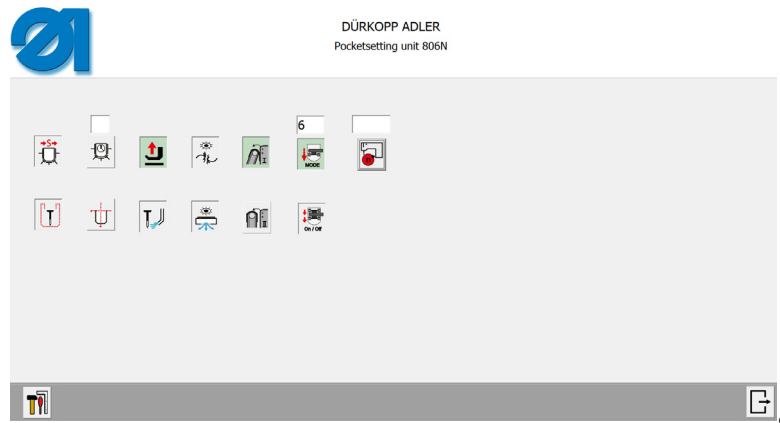 DÜRKOPP ADLER
Pocketsetting unit 806N
6
S
MODE
On / Off